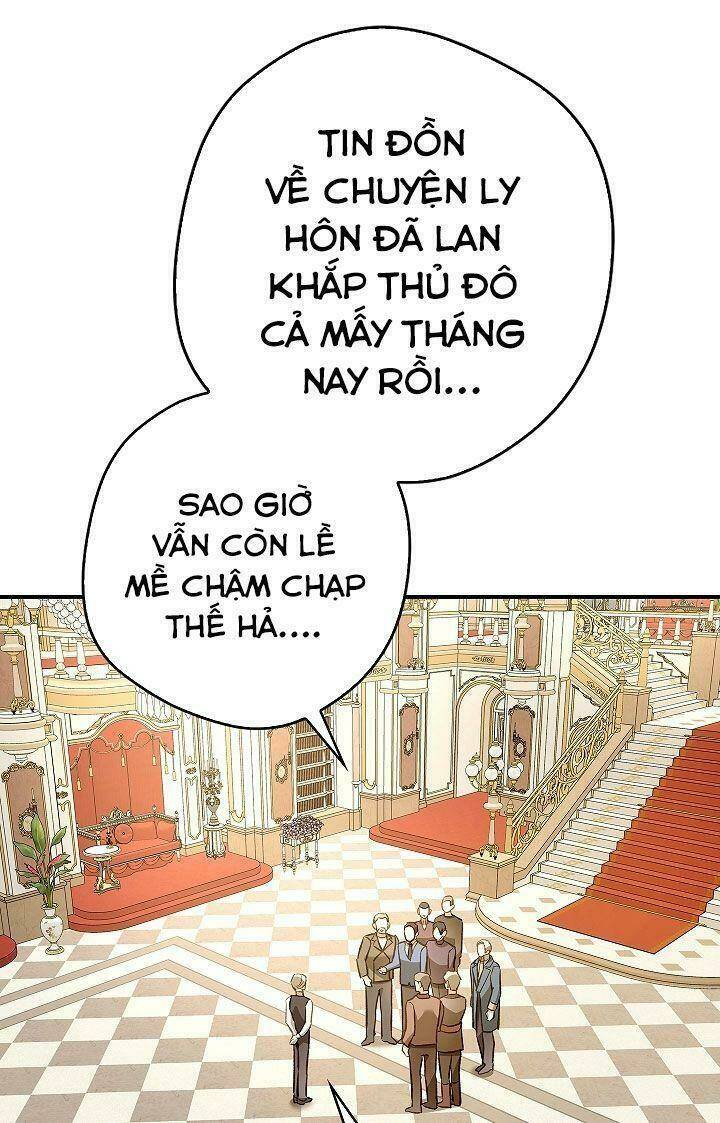 TIN ĐỒN
VỀ CHUYỆN LY
HÔN ĐÃ LAN
KHẮP THỦ ĐÔ
CẢ MẤY THÁNG
NAY RỒI...
SAO GIỜ
VẪN CÒN LỀ
MỀ CHẬM CHẠP
THẾ HẢ....